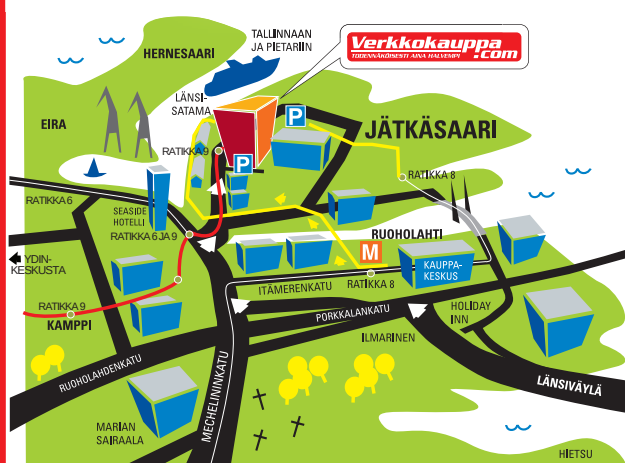 TALLINNAAN
JA PIETARIIN
Verkkokauppa
.com
TODENNÄKÖISESTI AINA HALVEMPI
HERNESAARI
LÄNSI-
SATAMA
EIRA
P
JÄTKÄSAARI
RATIKKA 9
P
RATIKKA 8
RATIKKA 6
SEASIDE
HOTELLI
RATIKKA 6 JA 9
RUOHOLAHTI
M
YDIN-
KESKUSTA
KAUPPA-
KESKUS
ITÄMERENKATU
RATIKKA 8
RATIKKA 9
KAMPPI
PORKKALANKATU
HOLIDAY
INN
ILMARINEN
RUOHOLAHDENKATU
MECHELININKATU
LÄNSIVÄYLÄ
MARIAN
SAIRAALA
HIETSU